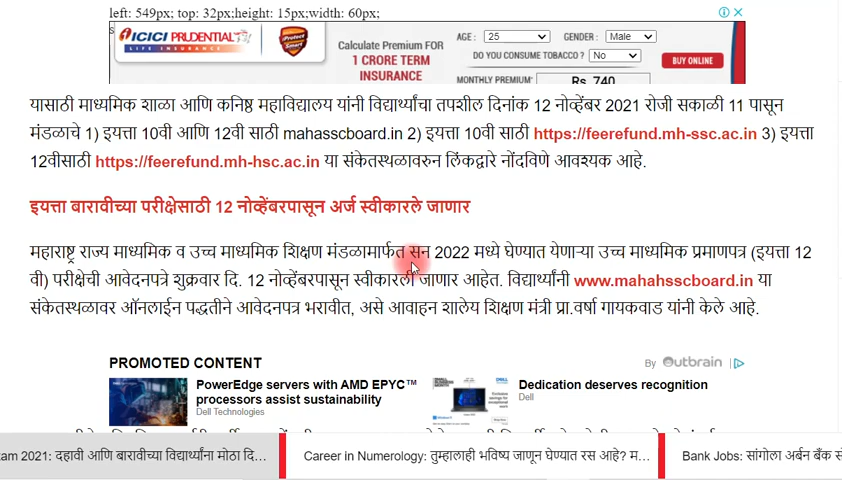 left: 549px; top: 32px;height: 15px;width: 60px;
s
ICICI PRUDENTIAL
LIFE INSURANCE
iProtect
Smart
Calculate Premium FOR
1 CRORE TERM
INSURANCE
AGE: 25 GENDER: Male
DO YOU CONSUME TOBACCO? No
MONTHLY PREMIUM* Rs. 740
BUY ONLINE
यासाठी माध्यमिक शाळा आणि कनिष्ठ महाविद्यालय यांनी विद्यार्थ्यांचा तपशील दिनांक 12 नोव्हेंबर 2021 रोजी सकाळी 11 पासून
मंडळाचे 1) इयत्ता 10वी आणि 12वी साठी mahasscboard.in 2) इयत्ता 10वी साठी https://feerefund.mh-ssc.ac.in 3) इयत्ता
12वीसाठी https://feerefund.mh-hsc.ac.in या संकेतस्थळावरुन लिंकद्वारे नोंदविणे आवश्यक आहे.
इयत्ता बारावीच्या परीक्षेसाठी 12 नोव्हेंबरपासून अर्ज स्वीकारले जाणार
महाराष्ट्र राज्य माध्यमिक व उच्च माध्यमिक शिक्षण मंडळामार्फत सन 2022 मध्ये घेण्यात येणाऱ्या उच्च माध्यमिक प्रमाणपत्र (इयत्ता 12
वी) परीक्षेची आवेदनपत्रे शुक्रवार दि. 12 नोव्हेंबरपासून स्वीकारली जाणार आहेत. विद्यार्थ्यांनी www.mahahsscboard.in या
संकेतस्थळावर ऑनलाईन पद्धतीने आवेदनपत्र भरावीत, असे आवाहन शालेय शिक्षण मंत्री प्रा.वर्षा गायकवाड यांनी केले आहे.
PROMOTED CONTENT By Outbrain
PowerEdge servers with AMD EPYC™
processors assist sustainability
Dell Technologies
Dedication deserves recognition
Dell
xam 2021: दहावी आणि बारावीच्या विद्यार्थ्यांना मोठा दि...
Career in Numerology: तुम्हालाही भविष्य जाणून घेण्यात रस आहे? म...
Bank Jobs: सांगोला अर्बन बँक सो